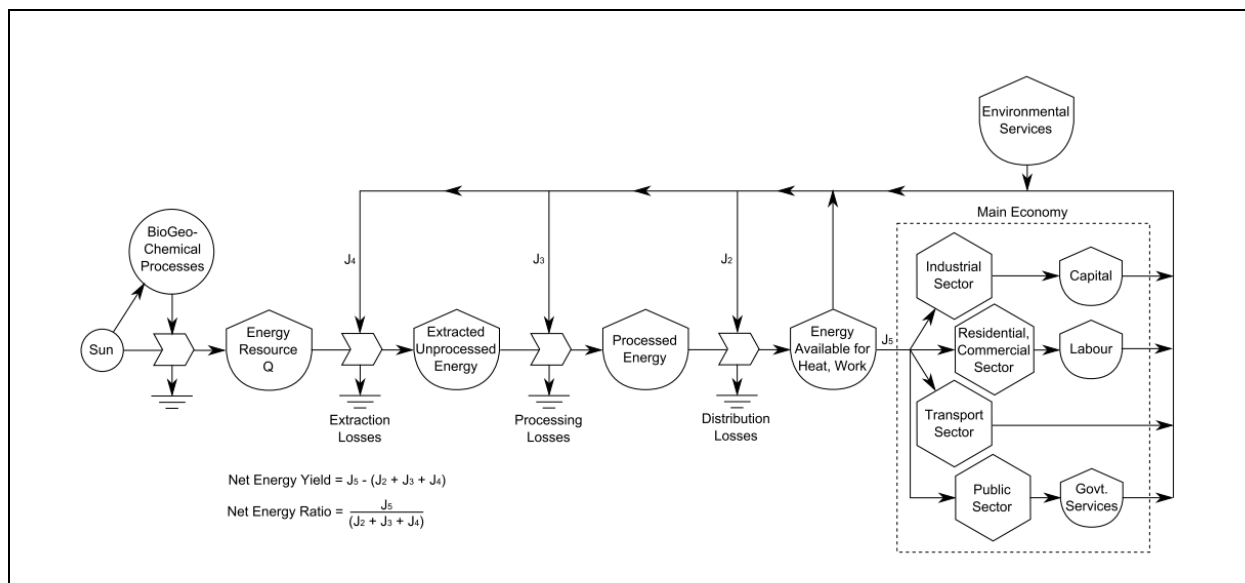 Environmental
Services
Main Economy
BioGeo-
Chemical
Processes
J₄
J₃
J₂
Industrial
Sector
Capital
Sun
Energy
Resource
Q
Extracted
Unprocessed
Energy
Processed
Energy
Energy
Available for
Heat, Work
J₅
Residential,
Commercial
Sector
Labour
Extraction
Losses
Processing
Losses
Distribution
Losses
Transport
Sector
Public
Sector
Govt.
Services
Net Energy Yield = J₅ - (J₂ + J₃ + J₄)
Net Energy Ratio = J₅
(J₂ + J₃ + J₄)